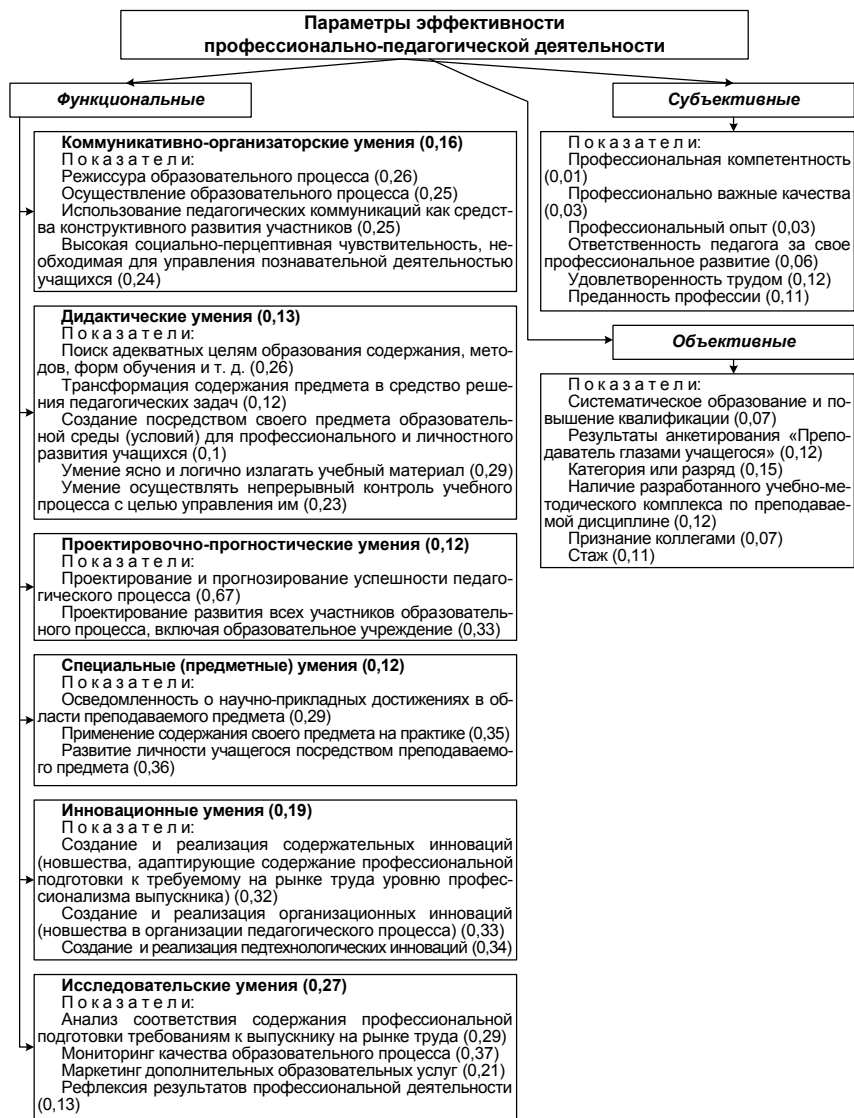 Параметры эффективности
профессионально-педагогической деятельности
Функциональные
Коммуникативно-организаторские умения (0,16)
П о к а з а т е л и:
Режиссура образовательного процесса (0,26)
Осуществление образовательного процесса (0,25)
Использование педагогических коммуникаций как средст-
ва конструктивного развития участников (0,25)
Высокая социально-перцептивная чувствительность, не-
обходимая для управления познавательной деятельностью
учащихся (0,24)
Дидактические умения (0,13)
П о к а з а т е л и:
Поиск адекватных целям образования содержания, мето-
дов, форм обучения и т. д. (0,26)
Трансформация содержания предмета в средство реше-
ния педагогических задач (0,12)
Создание посредством своего предмета образователь-
ной среды (условий) для профессионального и личностного
развития учащихся (0,1)
Умение ясно и логично излагать учебный материал (0,29)
Умение осуществлять непрерывный контроль учебного
процесса с целью управления им (0,23)
Проектировочно-прогностические умения (0,12)
П о к а з а т е л и:
Проектирование и прогнозирование успешности педаго-
гического процесса (0,67)
Проектирование развития всех участников образователь-
ного процесса, включая образовательное учреждение (0,33)
Специальные (предметные) умения (0,12)
П о к а з а т е л и:
Осведомленность о научно-прикладных достижениях в об-
ласти преподаваемого предмета (0,29)
Применение содержания своего предмета на практике (0,35)
Развитие личности учащегося посредством преподаваемо-
го предмета (0,36)
Инновационные умения (0,19)
П о к а з а т е л и:
Создание и реализация содержательных инноваций
(новшества, адаптирующие содержание профессиональной
подготовки к требуемому на рынке труда уровню профес-
сионализма выпускника) (0,32)
Создание и реализация организационных инноваций
(новшества в организации педагогического процесса) (0,33)
Создание и реализация педтехнологических инноваций (0,34)
Исследовательские умения (0,27)
П о к а з а т е л и:
Анализ соответствия содержания профессиональной
подготовки требованиям к выпускнику на рынке труда (0,29)
Мониторинг качества образовательного процесса (0,37)
Маркетинг дополнительных образовательных услуг (0,21)
Рефлексия результатов профессиональной деятельности
(0,13)
Субъективные
П о к а з а т е л и:
Профессиональная компетентность
(0,01)
Профессионально важные качества
(0,03)
Профессиональный опыт (0,03)
Ответственность педагога за свое
профессиональное развитие (0,06)
Удовлетворенность трудом (0,12)
Преданность профессии (0,11)
Объективные
П о к а з а т е л и:
Систематическое образование и по-
вышение квалификации (0,07)
Результаты анкетирования «Препо-
даватель глазами учащегося» (0,12)
Категория или разряд (0,15)
Наличие разработанного учебно-ме-
тодического комплекса по преподавае-
мой дисциплине (0,12)
Признание коллегами (0,07)
Стаж (0,11)